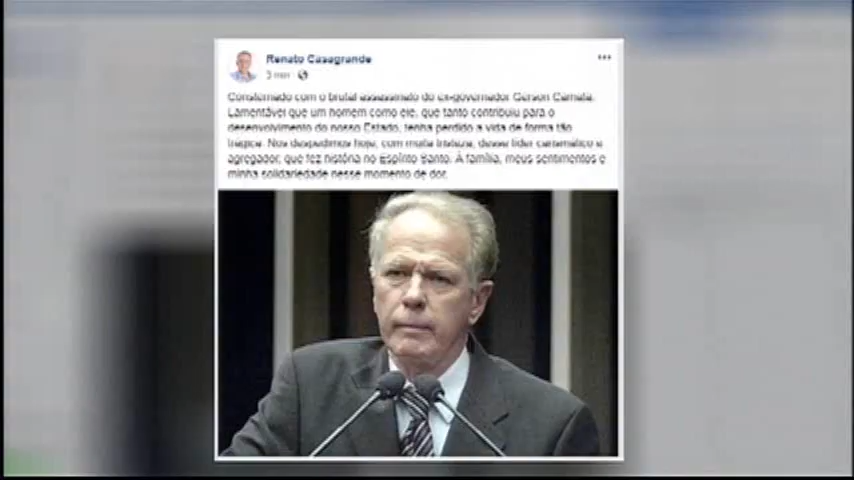 Renato Casagrande
3 min
Consternado com o brutal assassinato do ex-governador Gerson Camata.
Lamentável que um homem como ele, que tanto contribuiu para o
desenvolvimento do nosso Estado, tenha perdido a vida de forma tão
trágica. Nos despedimos hoje, com muita tristeza, desse líder carismático e
agregador, que fez história no Espírito Santo. À família, meus sentimentos e
minha solidariedade nesse momento de dor.